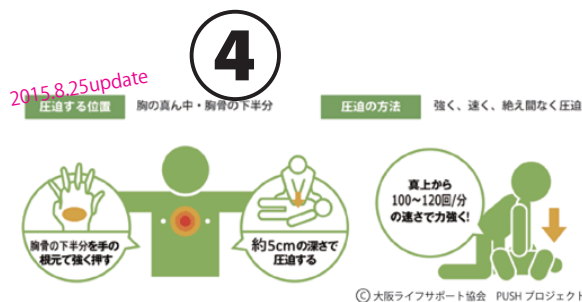 ④
2015.8.25update
圧迫する位置 胸の真ん中・胸骨の下半分
圧迫の方法 強く、速く、絶え間なく圧迫
胸骨の下半分を手の
根元で強く押す
約5cmの深さで
圧迫する
真上から
100〜120回/分
の速さで力強く!
Ⓒ大阪ライフサポート協会 PUSH プロジェクト